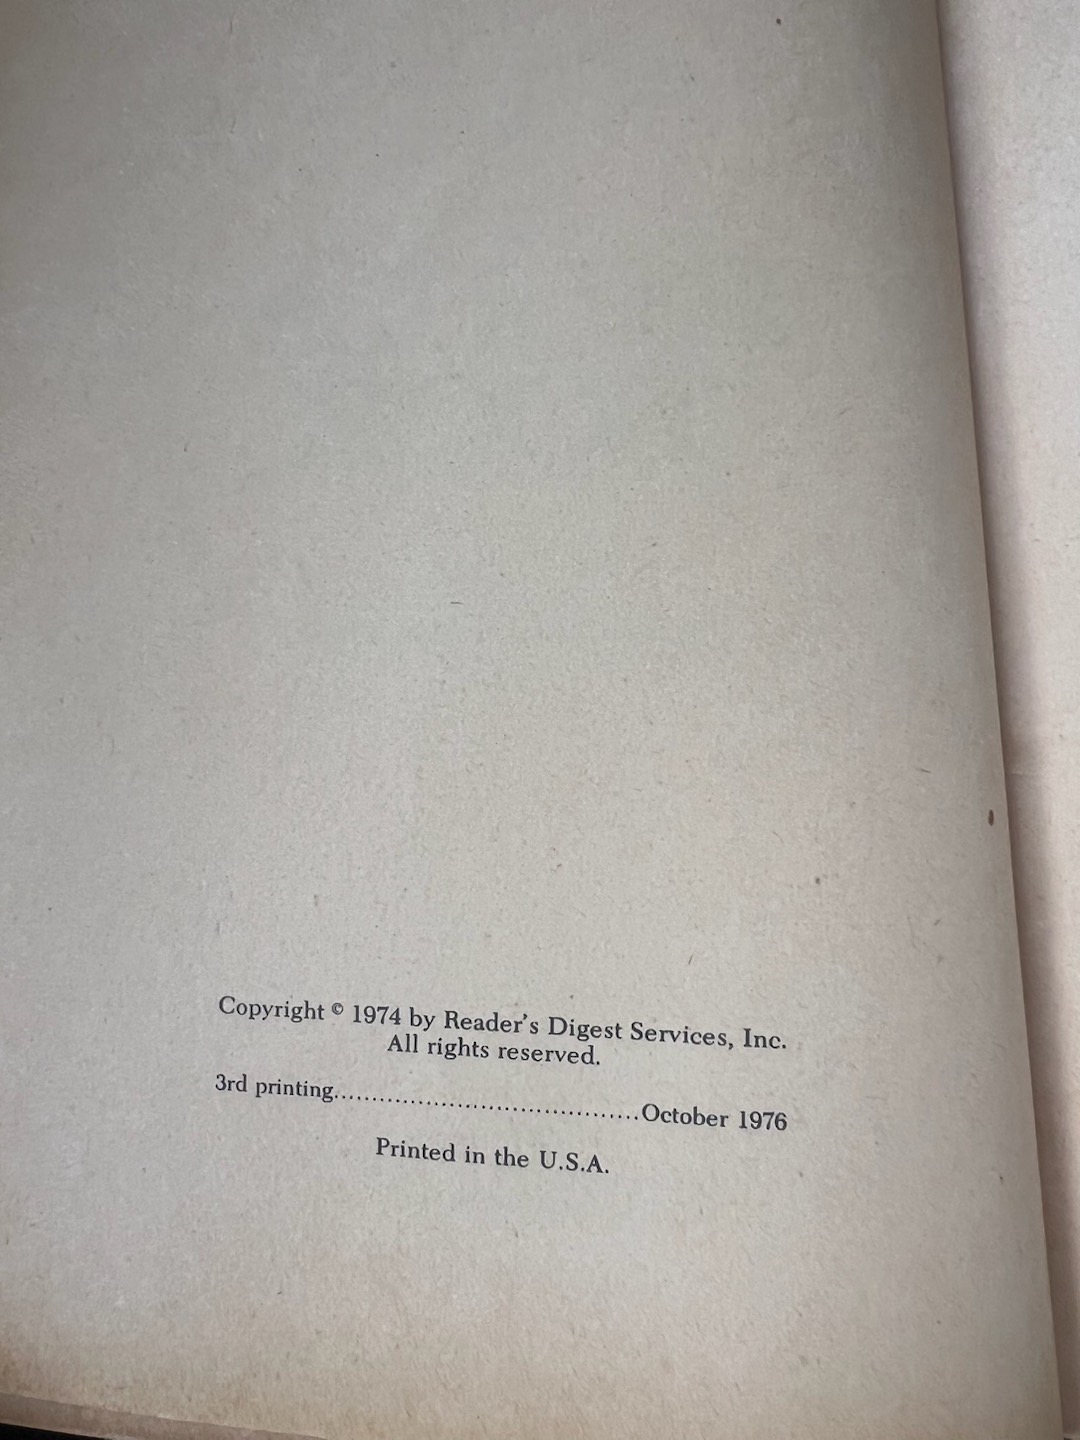 Copyright © 1974 by Reader's Digest Services, Inc.
All rights reserved.
3rd printing........................................October 1976
Printed in the U.S.A.